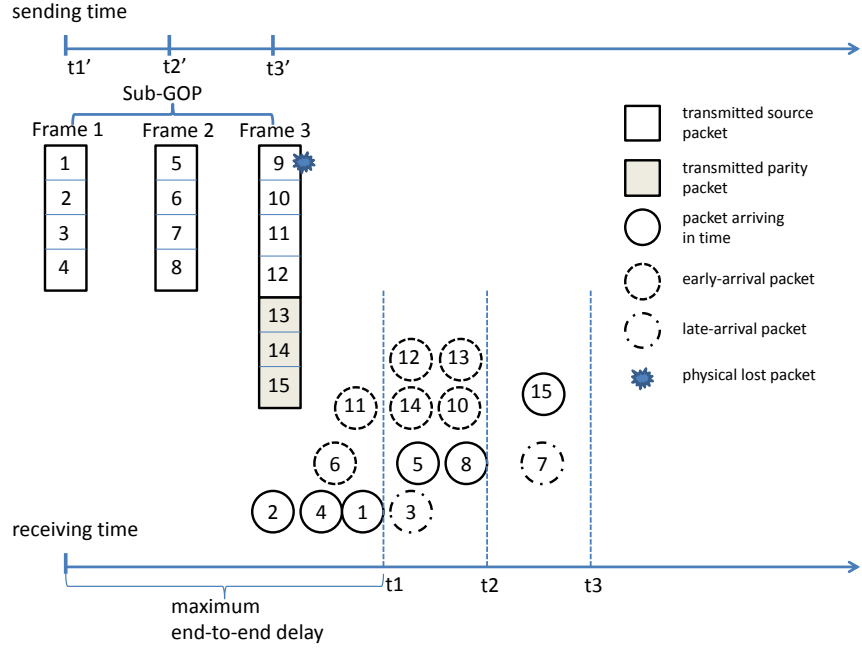 sending time
t1’
t2’
t3’
Sub-GOP
Frame 1
Frame 2
Frame 3
1
2
3
4
5
6
7
8
9
10
11
12
13
14
15
transmitted source
packet
transmitted parity
packet
packet arriving
in time
early-arrival packet
late-arrival packet
physical lost packet
12
13
11
14
10
15
6
5
8
7
2
4
1
3
receiving time
t1
t2
t3
maximum
end-to-end delay